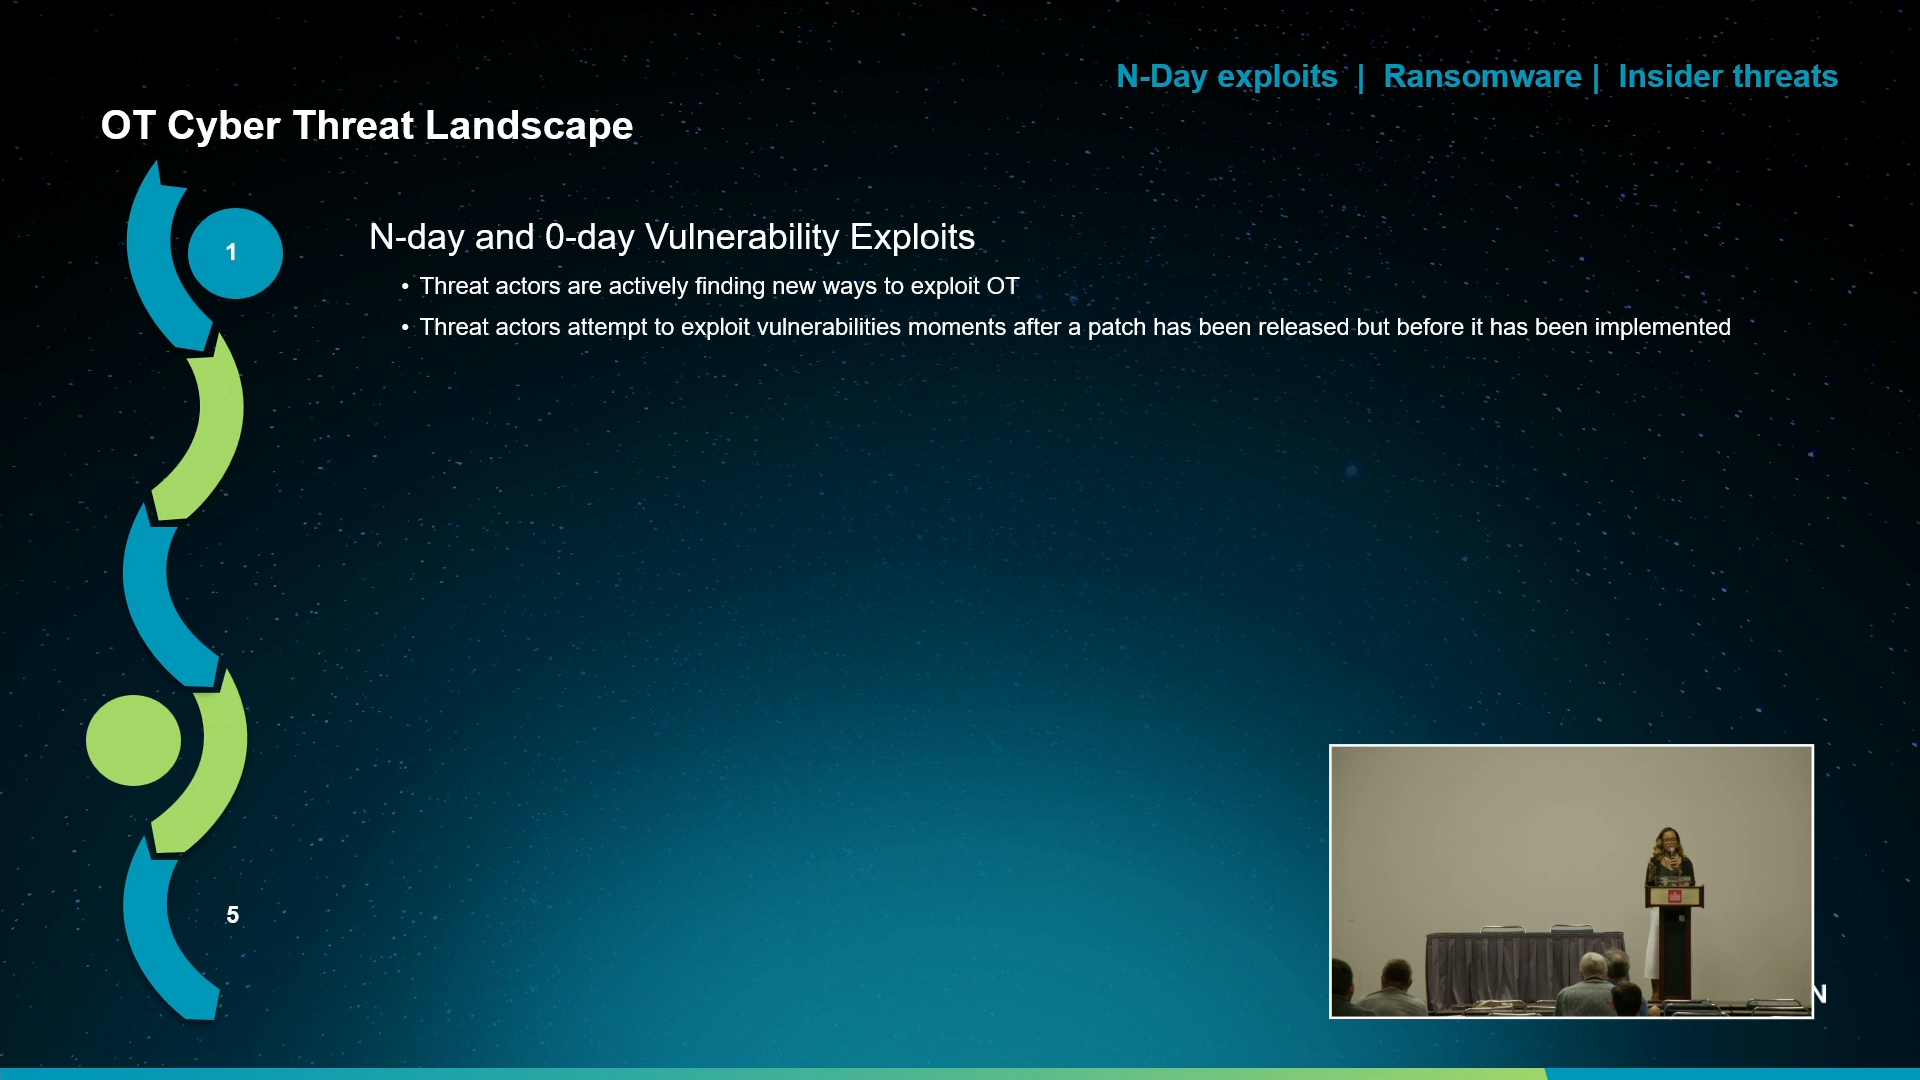 N-Day exploits | Ransomware | Insider threats
OT Cyber Threat Landscape
1
N-day and 0-day Vulnerability Exploits
• Threat actors are actively finding new ways to exploit OT
• Threat actors attempt to exploit vulnerabilities moments after a patch has been released but before it has been implemented
5
N